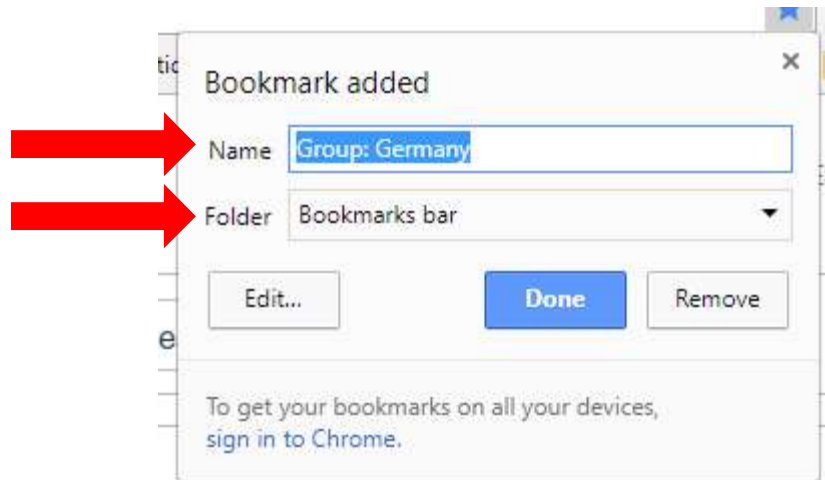 tic
Bookmark added
Name Group: Germany
Folder Bookmarks bar
Edit... Done Remove
e
To get your bookmarks on all your devices,
sign in to Chrome.